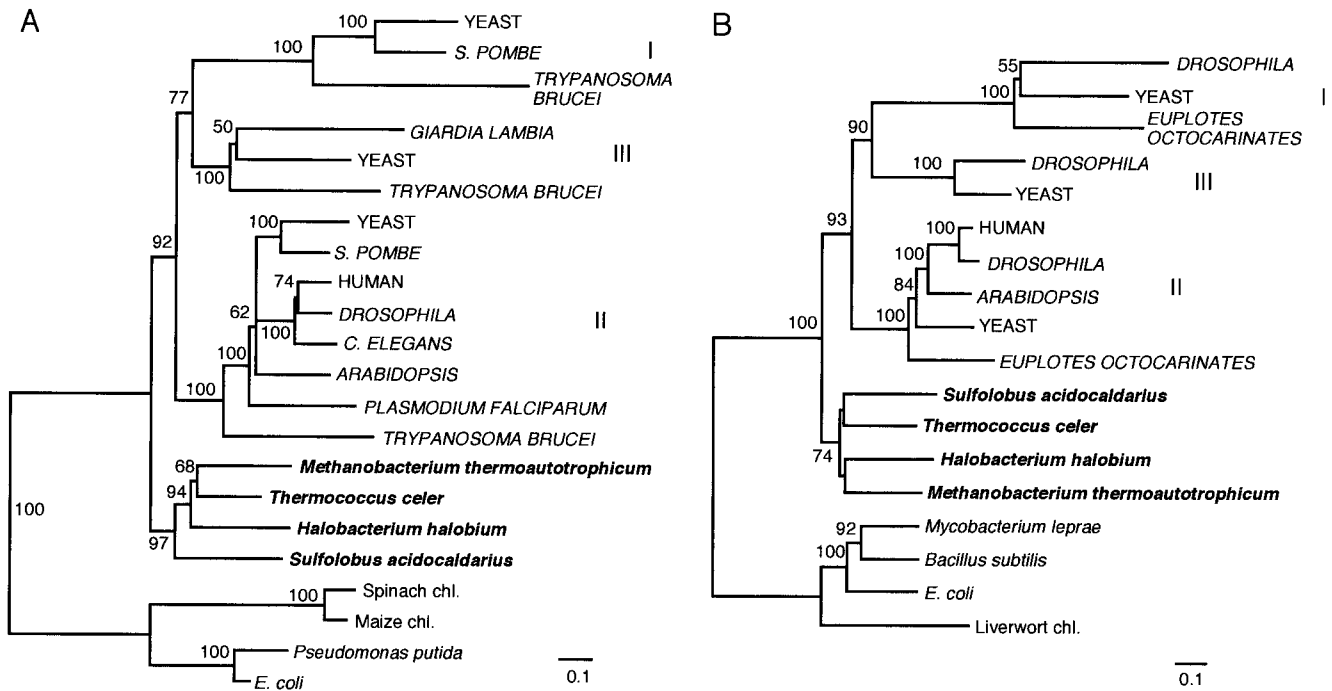 A
100
YEAST
S. POMBE
I
100
TRYPANOSOMA
BRUCEI
77
50
GIARDIA LAMBIA
YEAST
III
100
TRYPANOSOMA BRUCEI
92
100
YEAST
S. POMBE
74
HUMAN
62
DROSOPHILA
II
100
C. ELEGANS
100
ARABIDOPSIS
100
PLASMODIUM FALCIPARUM
TRYPANOSOMA BRUCEI
68
Methanobacterium thermoautotrophicum
94
Thermococcus celer
100
Halobacterium halobium
97
Sulfolobus acidocaldarius
100
Spinach chl.
Maize chl.
100
Pseudomonas putida
E. coli
0.1
B
55
DROSOPHILA
100
YEAST
I
EUPLOTES
OCTOCARINATES
90
100
DROSOPHILA
III
YEAST
93
100
HUMAN
100
DROSOPHILA
84
ARABIDOPSIS
II
100
YEAST
100
EUPLOTES OCTOCARINATES
Sulfolobus acidocaldarius
Thermococcus celer
74
Halobacterium halobium
Methanobacterium thermoautotrophicum
92
Mycobacterium leprae
100
Bacillus subtilis
E. coli
Liverwort chl.
0.1